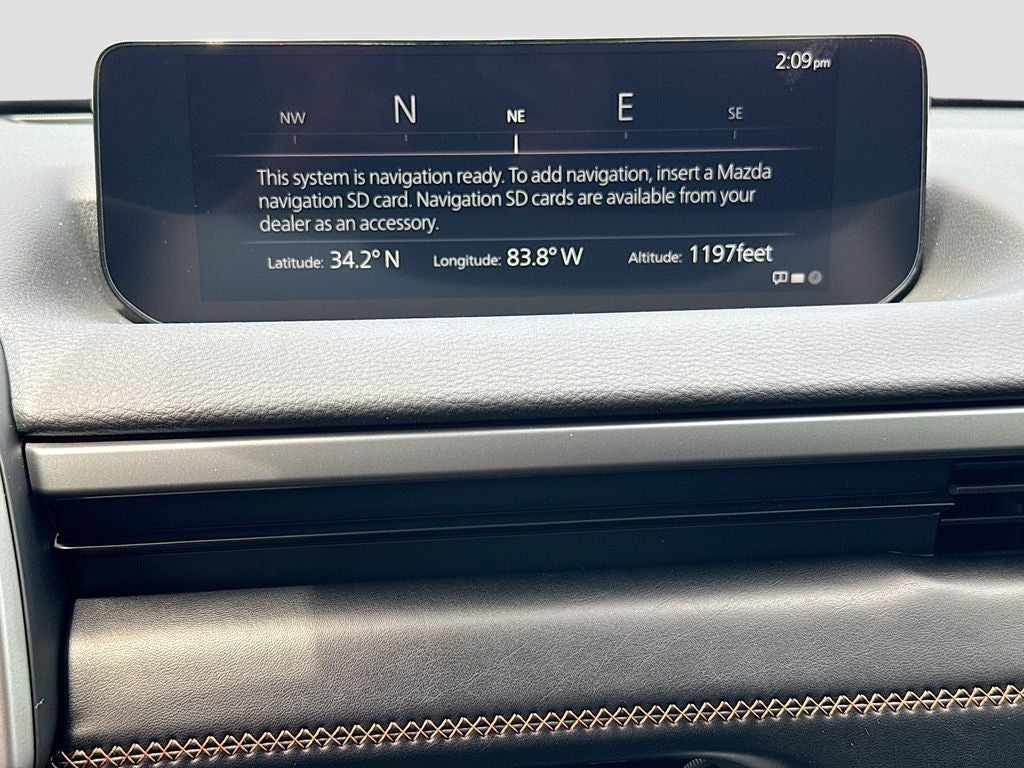 2:09pm
NW N NE E SE
This system is navigation ready. To add navigation, insert a Mazda
navigation SD card. Navigation SD cards are available from your
dealer as an accessory.
Latitude: 34.2° N Longitude: 83.8° W Altitude: 1197feet